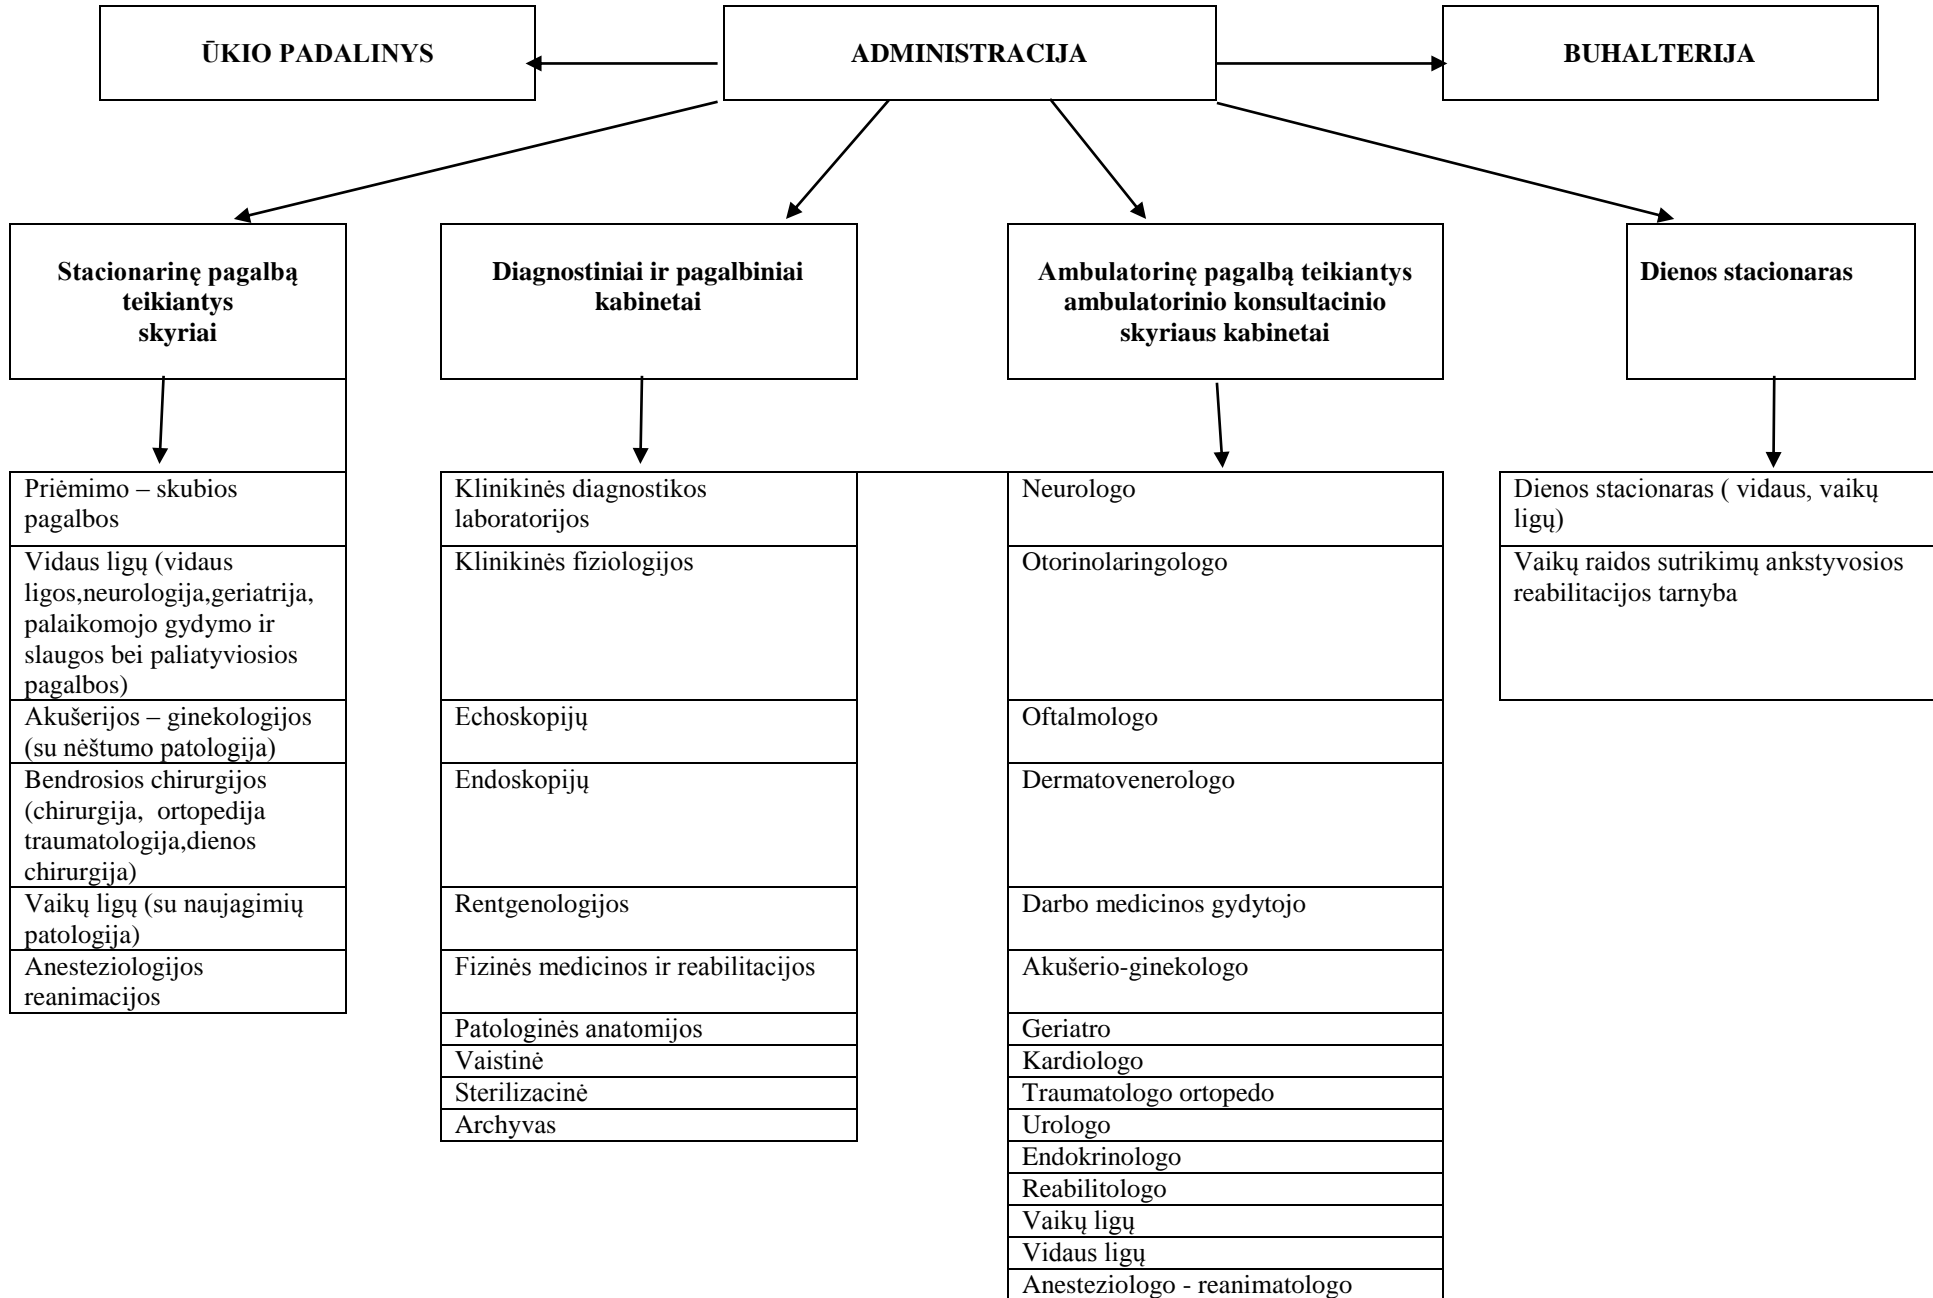 ŪKIO PADALINYS
ADMINISTRACIJA
BUHALTERIJA
Stacionarinę pagalbą
teikiantys
skyriai
Diagnostiniai ir pagalbiniai
kabinetai
Ambulatorinę pagalbą teikiantys
ambulatorinio konsultacinio
skyriaus kabinetai
Dienos stacionaras
Priėmimo – skubios
pagalbos
Vidaus ligų (vidaus
ligos,neurologija,geriatrija,
palaikomojo gydymo ir
slaugos bei paliatyviosios
pagalbos)
Akušerijos – ginekologijos
(su nėštumo patologija)
Bendrosios chirurgijos
(chirurgija, ortopedija
traumatologija,dienos
chirurgija)
Vaikų ligų (su naujagimių
patologija)
Anesteziologijos
reanimacijos
Klinikinės diagnostikos
laboratorijos
Klinikinės fiziologijos
Echoskopijų
Endoskopijų
Rentgenologijos
Fizinės medicinos ir reabilitacijos
Patologinės anatomijos
Vaistinė
Sterilizacinė
Archyvas
Neurologo
Otorinolaringologo
Oftalmologo
Dermatovenerologo
Darbo medicinos gydytojo
Akušerio-ginekologo
Geriatro
Kardiologo
Traumatologo ortopedo
Urologo
Endokrinologo
Reabilitologo
Vaikų ligų
Vidaus ligų
Anesteziologo - reanimatologo
Dienos stacionaras ( vidaus, vaikų
ligų)
Vaikų raidos sutrikimų ankstyvosios
reabilitacijos tarnyba